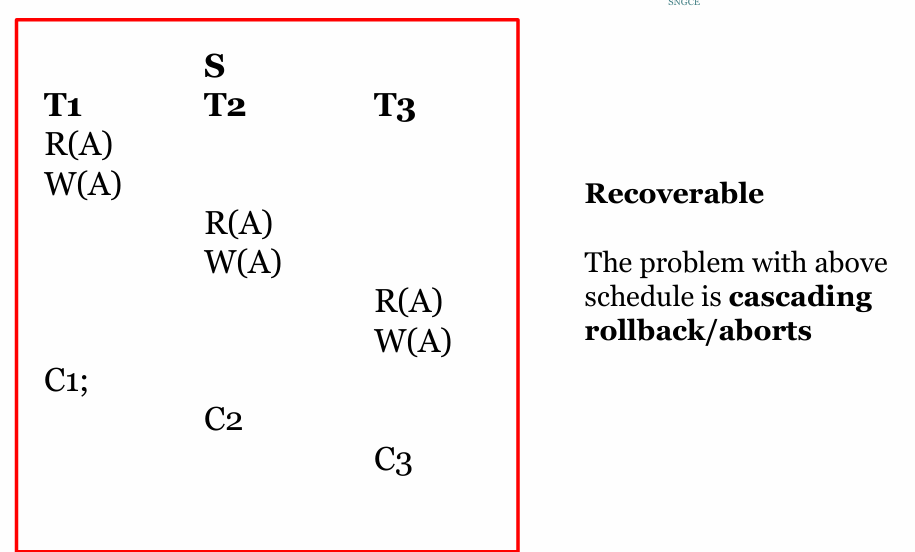 SNGCE
S
T1 T2 T3
R(A)
W(A)
R(A)
W(A)
R(A)
W(A)
C1;
C2
C3
Recoverable
The problem with above
schedule is cascading
rollback/aborts